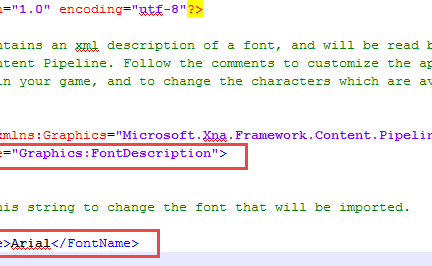 ="1.0" encoding="utf-8"?>
ntains an xml description of a font, and will be read b
ntent Pipeline. Follow the comments to customize the ap
in your game, and to change the characters which are av
xmlns:Graphics="Microsoft.Xna.Framework.Content.Pipelin
="Graphics:FontDescription">
his string to change the font that will be imported.
e>Arial</FontName>